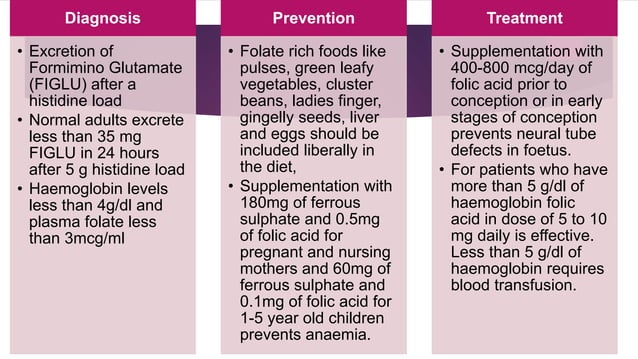 Diagnosis
• Excretion of
Formimino Glutamate
(FIGLU) after a
histidine load
• Normal adults excrete
less than 35 mg
FIGLU in 24 hours
after 5 g histidine load
• Haemoglobin levels
less than 4g/dl and
plasma folate less
than 3mcg/ml
Prevention
• Folate rich foods like
pulses, green leafy
vegetables, cluster
beans, ladies finger,
gingelly seeds, liver
and eggs should be
included liberally in
the diet,
• Supplementation with
180mg of ferrous
sulphate and 0.5mg
of folic acid for
pregnant and nursing
mothers and 60mg of
ferrous sulphate and
0.1mg of folic acid for
1-5 year old children
prevents anaemia.
Treatment
• Supplementation with
400-800 mcg/day of
folic acid prior to
conception or in early
stages of conception
prevents neural tube
defects in foetus.
• For patients who have
more than 5 g/dl of
haemoglobin folic
acid in dose of 5 to 10
mg daily is effective.
Less than 5 g/dl of
haemoglobin requires
blood transfusion.